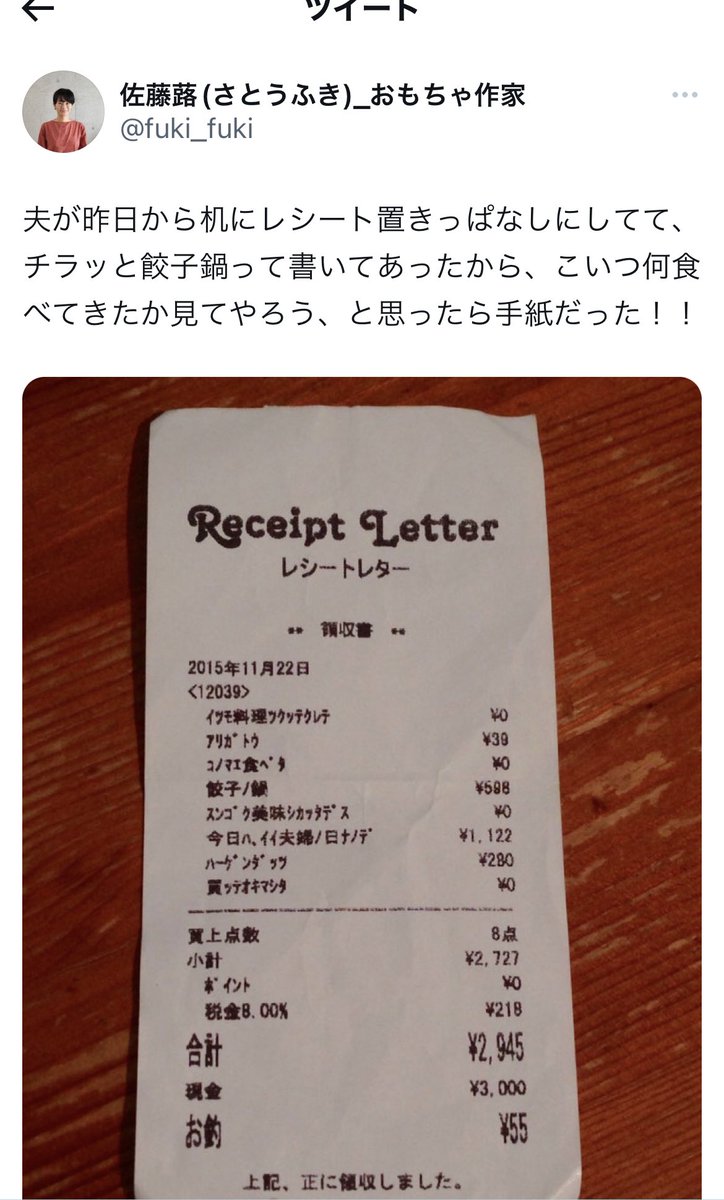 ツイート
佐藤蕗(さとうふき)_おもちゃ作家
@fuki_fuki
夫が昨日から机にレシート置きっぱなしにしてて、
チラッと餃子鍋って書いてあったから、こいつ何食
べてきたか見てやろう、と思ったら手紙だった！！
Receipt Letter
レシートレター
** 領収書 **
2015年11月22日
<12039>
ｲﾂﾓ料理ﾂｸｯﾃｸﾚﾃ ¥0
ｱﾘｶﾞﾄｳ ¥39
ｺﾉﾏｴ食ﾍﾞﾀ ¥0
餃子ﾉ鍋 ¥598
ｽﾝｺﾞｸ美味ｼｶｯﾀﾃﾞｽ ¥0
今日ﾊ､ｲｲ夫婦ﾉ日ﾅﾉﾃﾞ ¥1,122
ﾊｰｹﾞﾝﾀﾞｯﾂ ¥280
買ｯﾃｵｷﾏｼﾀ ¥0
買上点数 8点
小計 ¥2,727
ﾎﾟｲﾝﾄ ¥0
税金8.00% ¥218
合計 ¥2,945
現金 ¥3,000
お釣 ¥55
上記、正に領収しました。